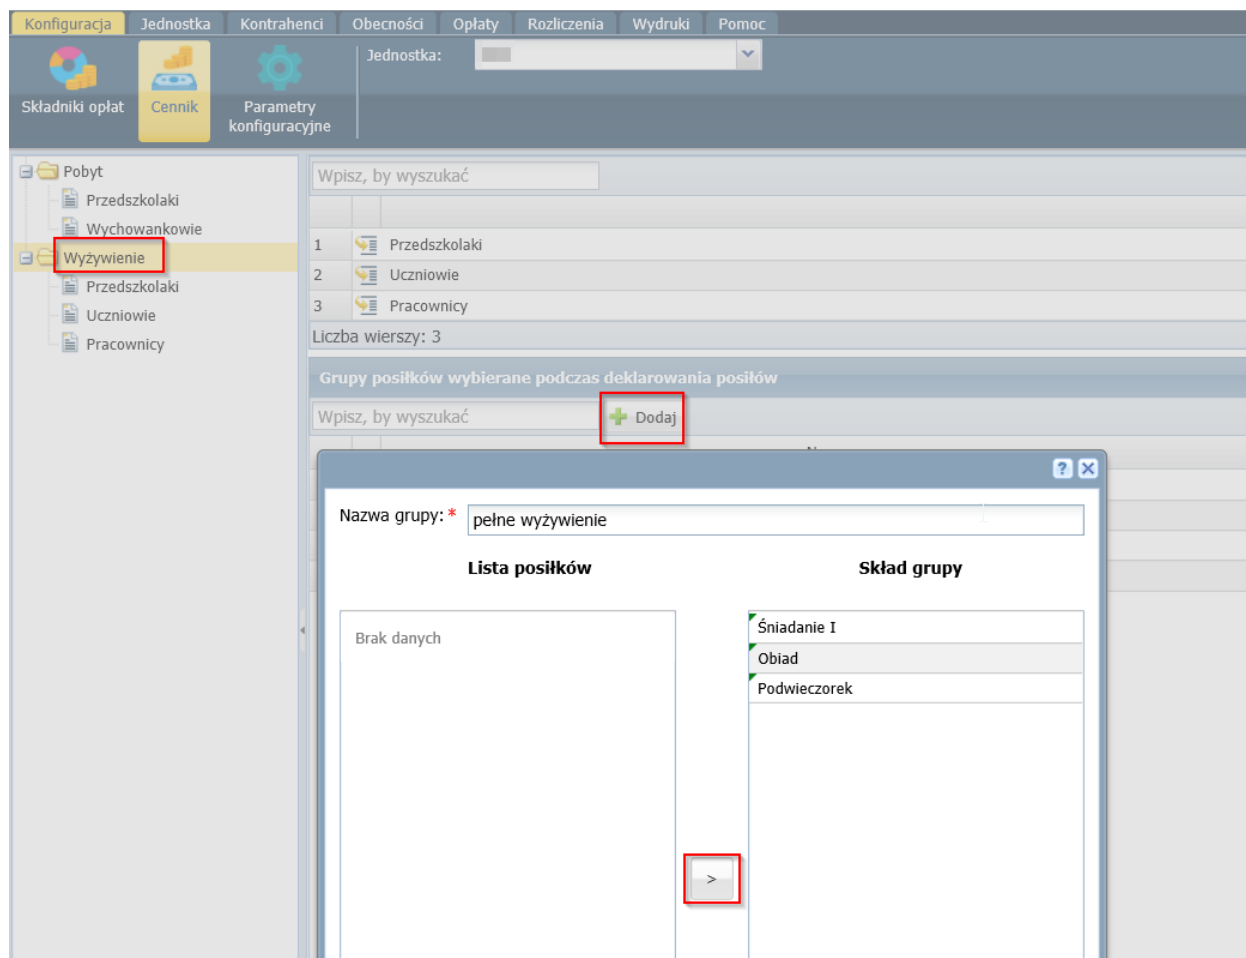 Konfiguracja Jednostka Kontrahenci Obecności Opłaty Rozliczenia Wydruki Pomoc
Jednostka:
Składniki opłat Cennik Parametry konfiguracyjne
Pobyt
Przedszkolaki
Wychowankowie
Wyżywienie
Przedszkolaki
Uczniowie
Pracownicy
Wpisz, by wyszukać
1 Przedszkolaki
2 Uczniowie
3 Pracownicy
Liczba wierszy: 3
Grupy posiłków wybierane podczas deklarowania posiłów
Wpisz, by wyszukać Dodaj
?
Nazwa grupy: * pełne wyżywienie
Lista posiłków Skład grupy
Brak danych
Śniadanie I
Obiad
Podwieczorek
>